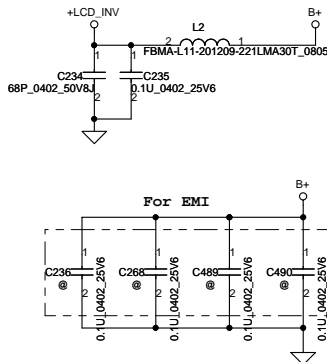 +LCD_INV
B+
L2
2
1
FBMA-L11-201209-221LMA30T_0805
1
1
C234
C235
68P_0402_50V8J
0.1U_0402_25V6
2
2
For EMI
B+
1
1
1
1
C236
C268
C489
C490
@
@
@
@
2
2
2
2
0.1U_0402_25V6
0.1U_0402_25V6
0.1U_0402_25V6
0.1U_0402_25V6